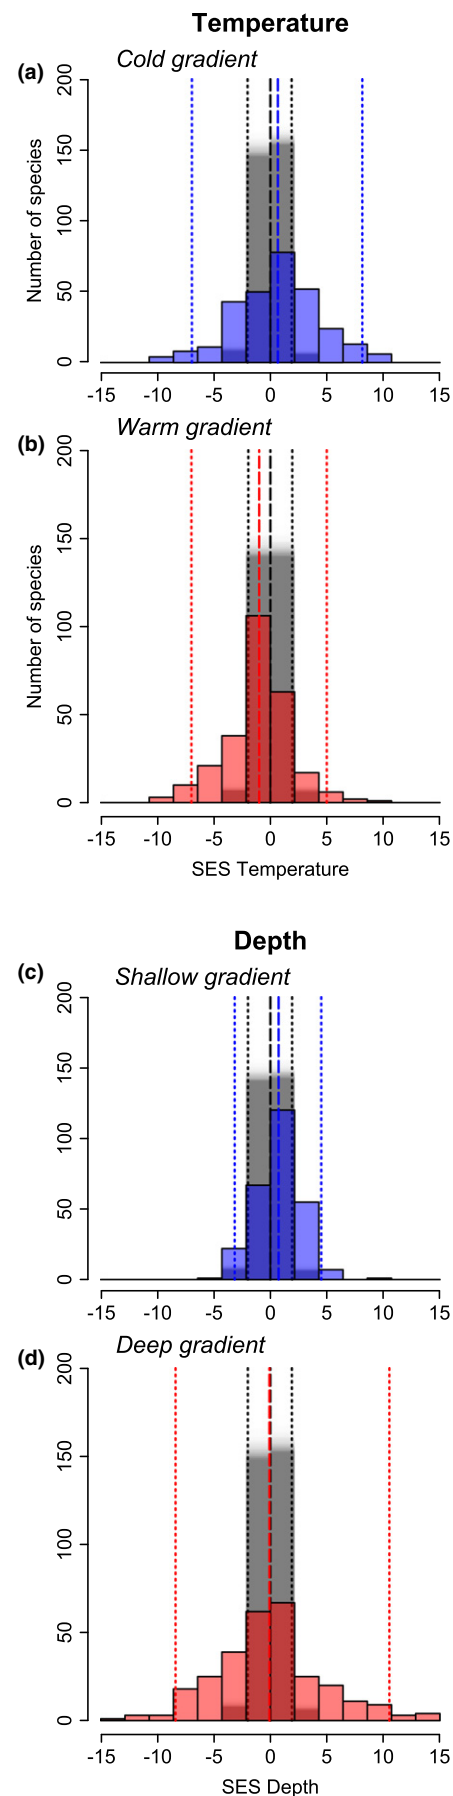 Temperature
Cold gradient
(a)
Number of species
0 50 100 150 200
-15 -10 -5 0 5 10 15
Warm gradient
(b)
Number of species
0 50 100 150 200
-15 -10 -5 0 5 10 15
SES Temperature
Depth
(c)
Shallow gradient
0 50 100 150 200
-15 -10 -5 0 5 10 15
Deep gradient
(d)
0 50 100 150 200
-15 -10 -5 0 5 10 15
SES Depth